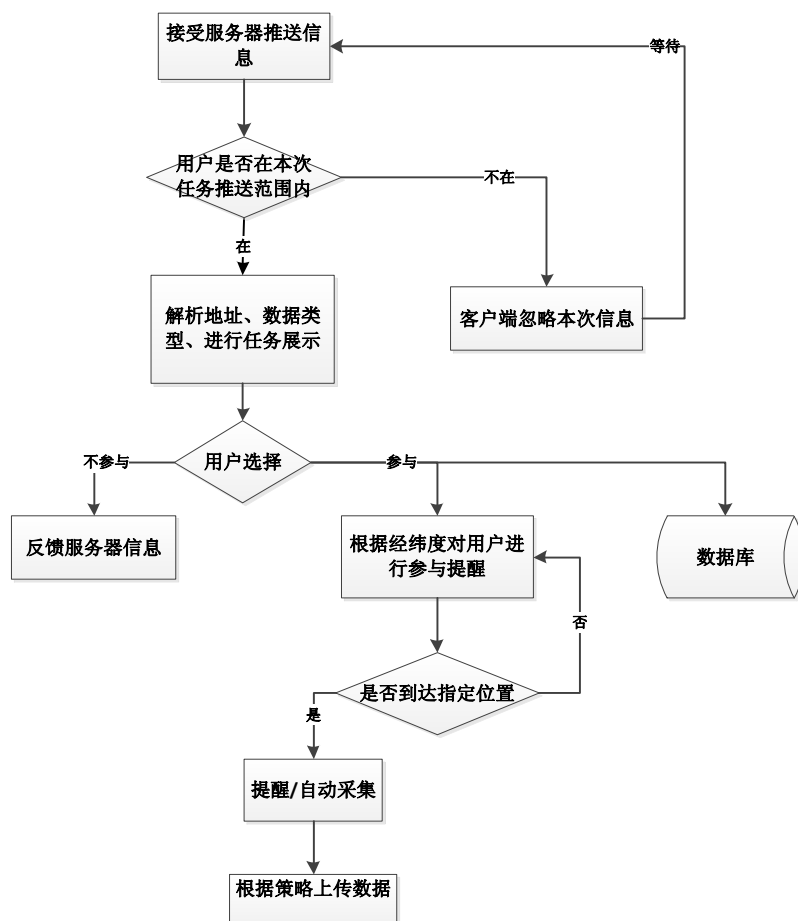 接受服务器推送信
息
等待
用户是否在本次
任务推送范围内
不在
在
解析地址、数据类
型、进行任务展示
客户端忽略本次信息
用户选择
不参与
参与
反馈服务器信息
根据经纬度对用户进
行参与提醒
数据库
否
是否到达指定位置
是
提醒/自动采集
根据策略上传数据